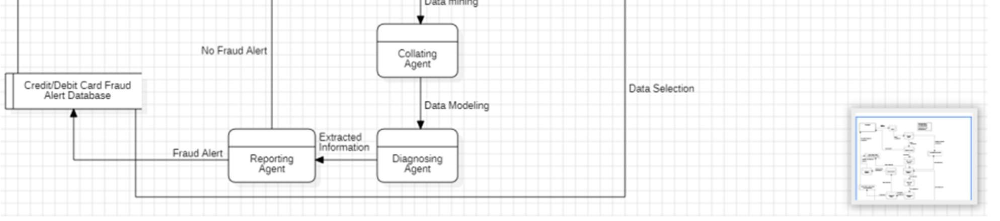 Data mining
No Fraud Alert
Collating
Agent
Credit/Debit Card Fraud
Alert Database
Data Selection
Data Modeling
Extracted
Information
Fraud Alert
Reporting
Agent
Diagnosing
Agent